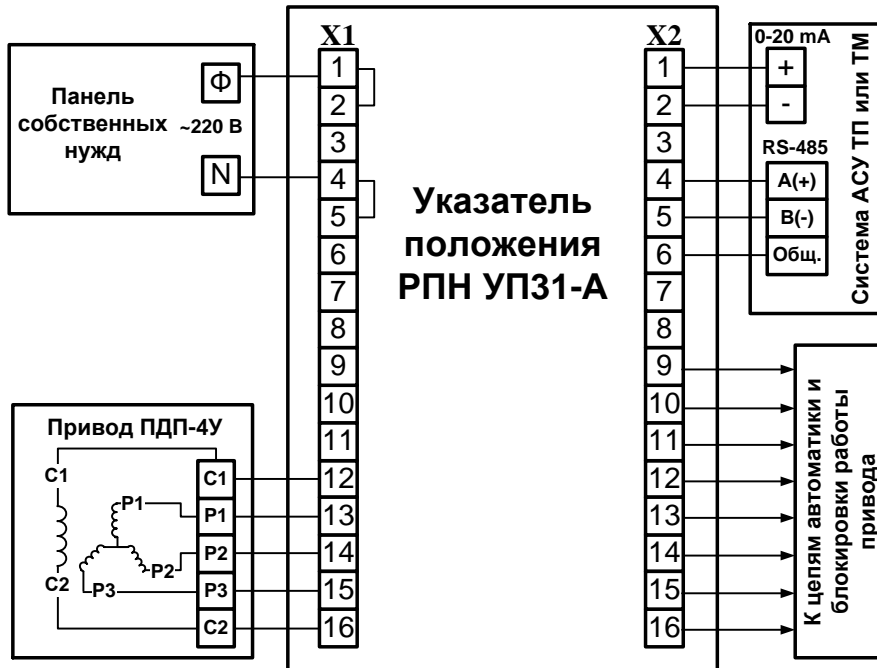 X1
X2
0-20 mA
+
-
RS-485
A(+)
B(-)
Общ.
Система АСУ ТП или ТМ
Панель
собственных
нужд
~220 В
Ф
N
1
2
3
4
5
6
7
8
9
10
11
12
13
14
15
16
Указатель
положения
РПН УП31-А
1
2
3
4
5
6
7
8
9
10
11
12
13
14
15
16
К цепям автоматики и
блокировки работы
привода
Привод ПДП-4У
C1
C2
P1
P2
P3
C1
P1
P2
P3
C2